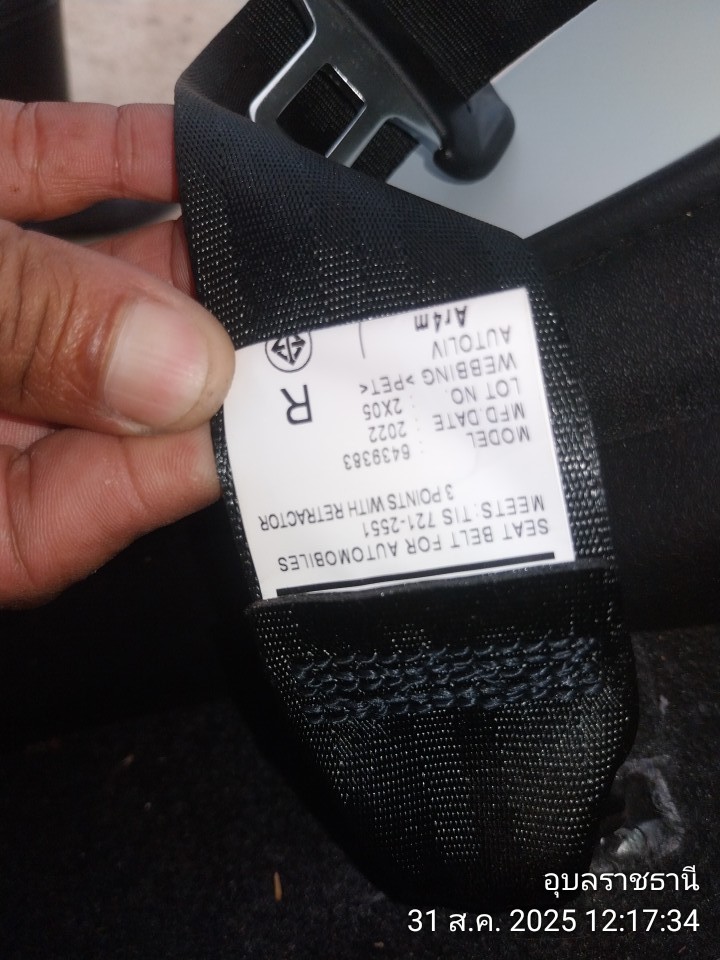 SEAT BELT FOR AUTOMOBILES
MEETS: TIS 721-2551
3 POINTS WITH RETRACTOR
MODEL : 6439383
MFD.DATE : 2022
LOT NO. : 2X05
WEBBING >PET<
AUTOLIV
R
Ar4m
อุบลราชธานี
31 ส.ค. 2025 12:17:34